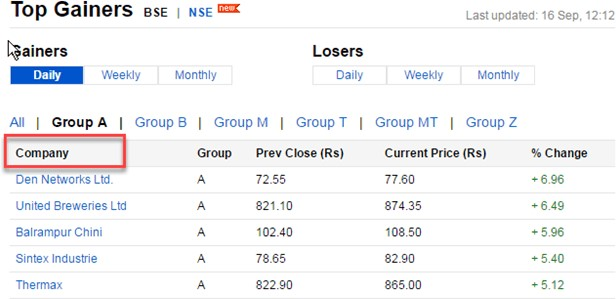 Top Gainers BSE | NSE new
Last updated: 16 Sep, 12:12
Gainers Losers
Daily Weekly Monthly Daily Weekly Monthly
All | Group A | Group B | Group M | Group T | Group MT | Group Z
Company Group Prev Close (Rs) Current Price (Rs) % Change
Den Networks Ltd. A 72.55 77.60 + 6.96
United Breweries Ltd A 821.10 874.35 + 6.49
Balrampur Chini A 102.40 108.50 + 5.96
Sintex Industrie A 78.65 82.90 + 5.40
Thermax A 822.90 865.00 + 5.12